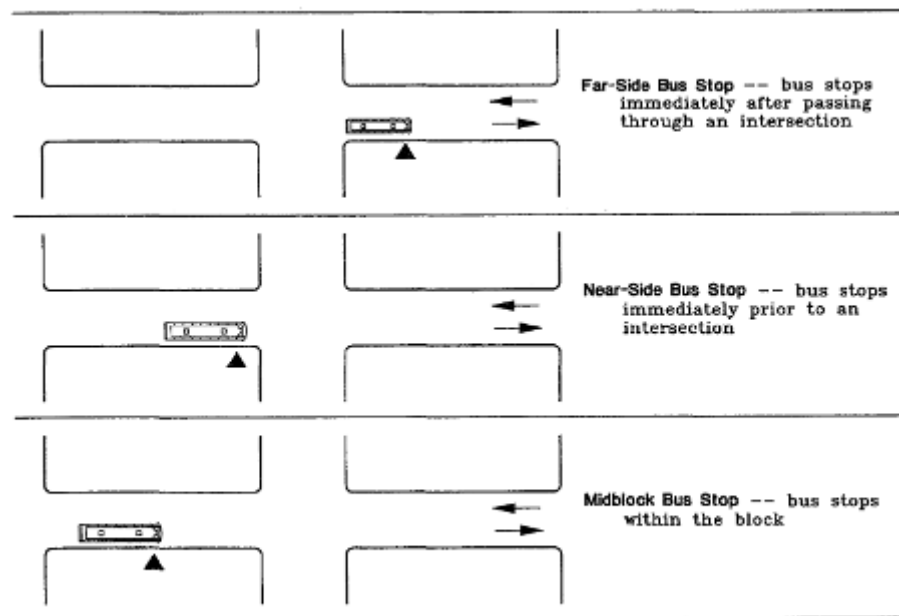 Far-Side Bus Stop -- bus stops
immediately after passing
through an intersection
Near-Side Bus Stop -- bus stops
immediately prior to an
intersection
Midblock Bus Stop -- bus stops
within the block